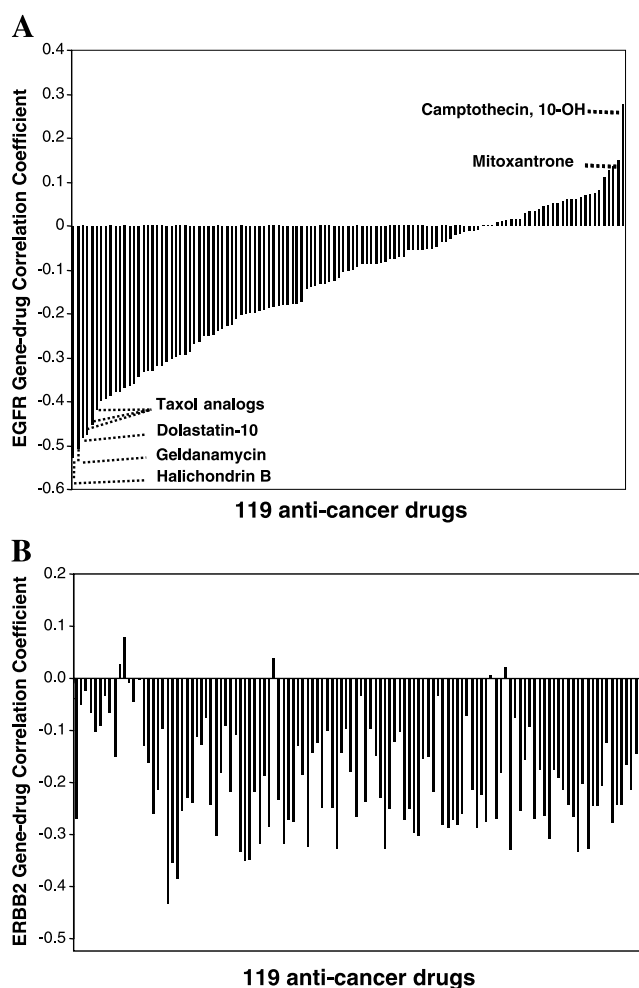 A
EGFR Gene-drug Correlation Coefficient
0.4
0.3
0.2
0.1
0
-0.1
-0.2
-0.3
-0.4
-0.5
-0.6
Camptothecin, 10-OH
Mitoxantrone
Taxol analogs
Dolastatin-10
Geldanamycin
Halichondrin B
119 anti-cancer drugs
B
ERBB2 Gene-drug Correlation Coefficient
0.2
0.1
0.0
-0.1
-0.2
-0.3
-0.4
-0.5
119 anti-cancer drugs